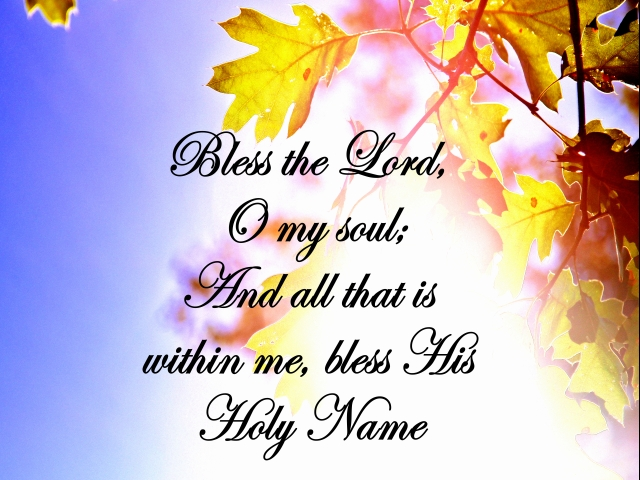 Bless the Lord,
O my soul;
And all that is
within me, bless His
Holy Name